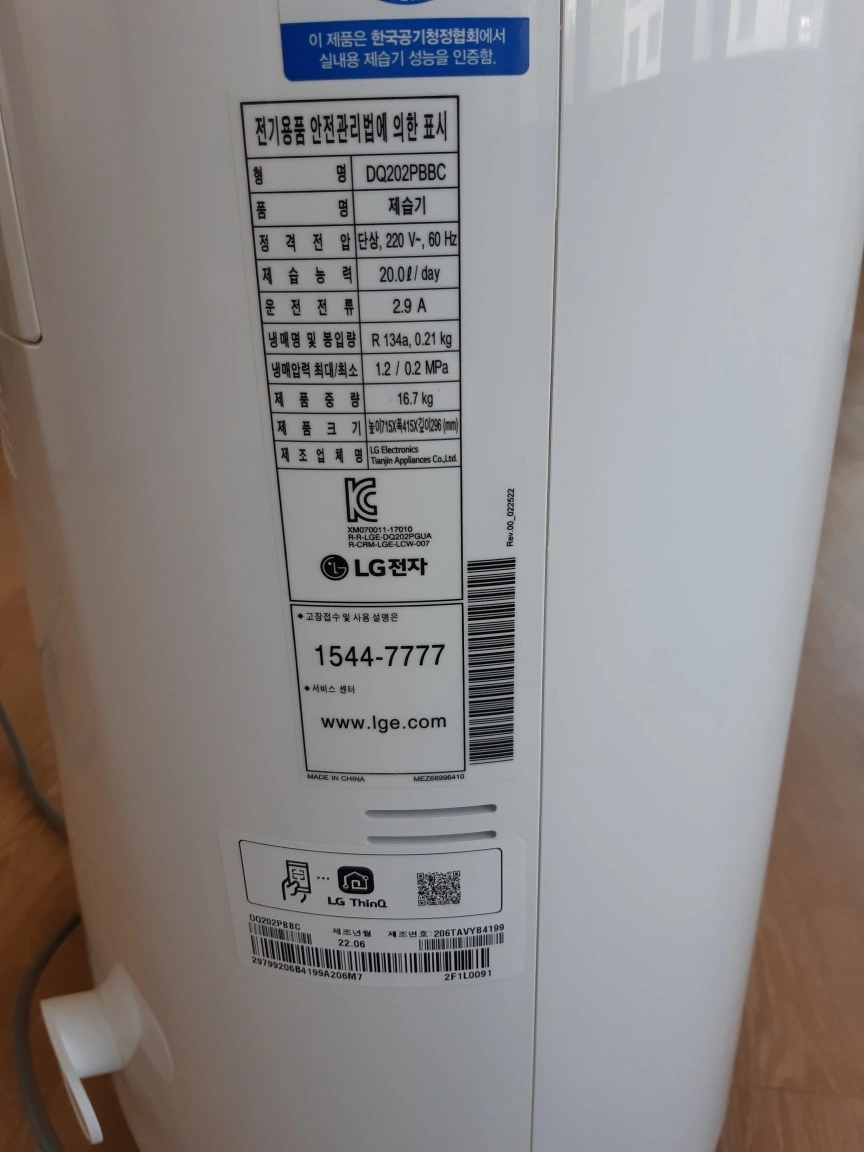 이 제품은 한국공기청정협회에서
실내용 제습기 성능을 인증함.
전기용품 안전관리법에 의한 표시
형 명 DQ202PBBC
품 명 제습기
정 격 전 압 단상, 220 V~, 60 Hz
제 습 능 력 20.0ℓ/ day
운 전 전 류 2.9 A
냉매명 및 봉입량 R 134a, 0.21 kg
냉매압력 최대/최소 1.2 / 0.2 MPa
제 품 중 량 16.7 kg
제 품 크 기 높이715X폭415X깊이296 (mm)
제 조 업 체 명 LG Electronics
Tianjin Appliances Co.,Ltd.
XM070011-17010
R-R-LGE-DQ202PGUA
R-CRM-LGE-LCW-007
LG전자
Rev.00_022522
◆ 고장접수 및 사용 설명은
1544-7777
◆ 서비스 센터
www.lge.com
MADE IN CHINA MEZ68996410
LG ThinQ
DQ202PBBC 제조년월 제조번호:206TAVYB4199
22.06
29799206B4199A206M7 2F1L0091